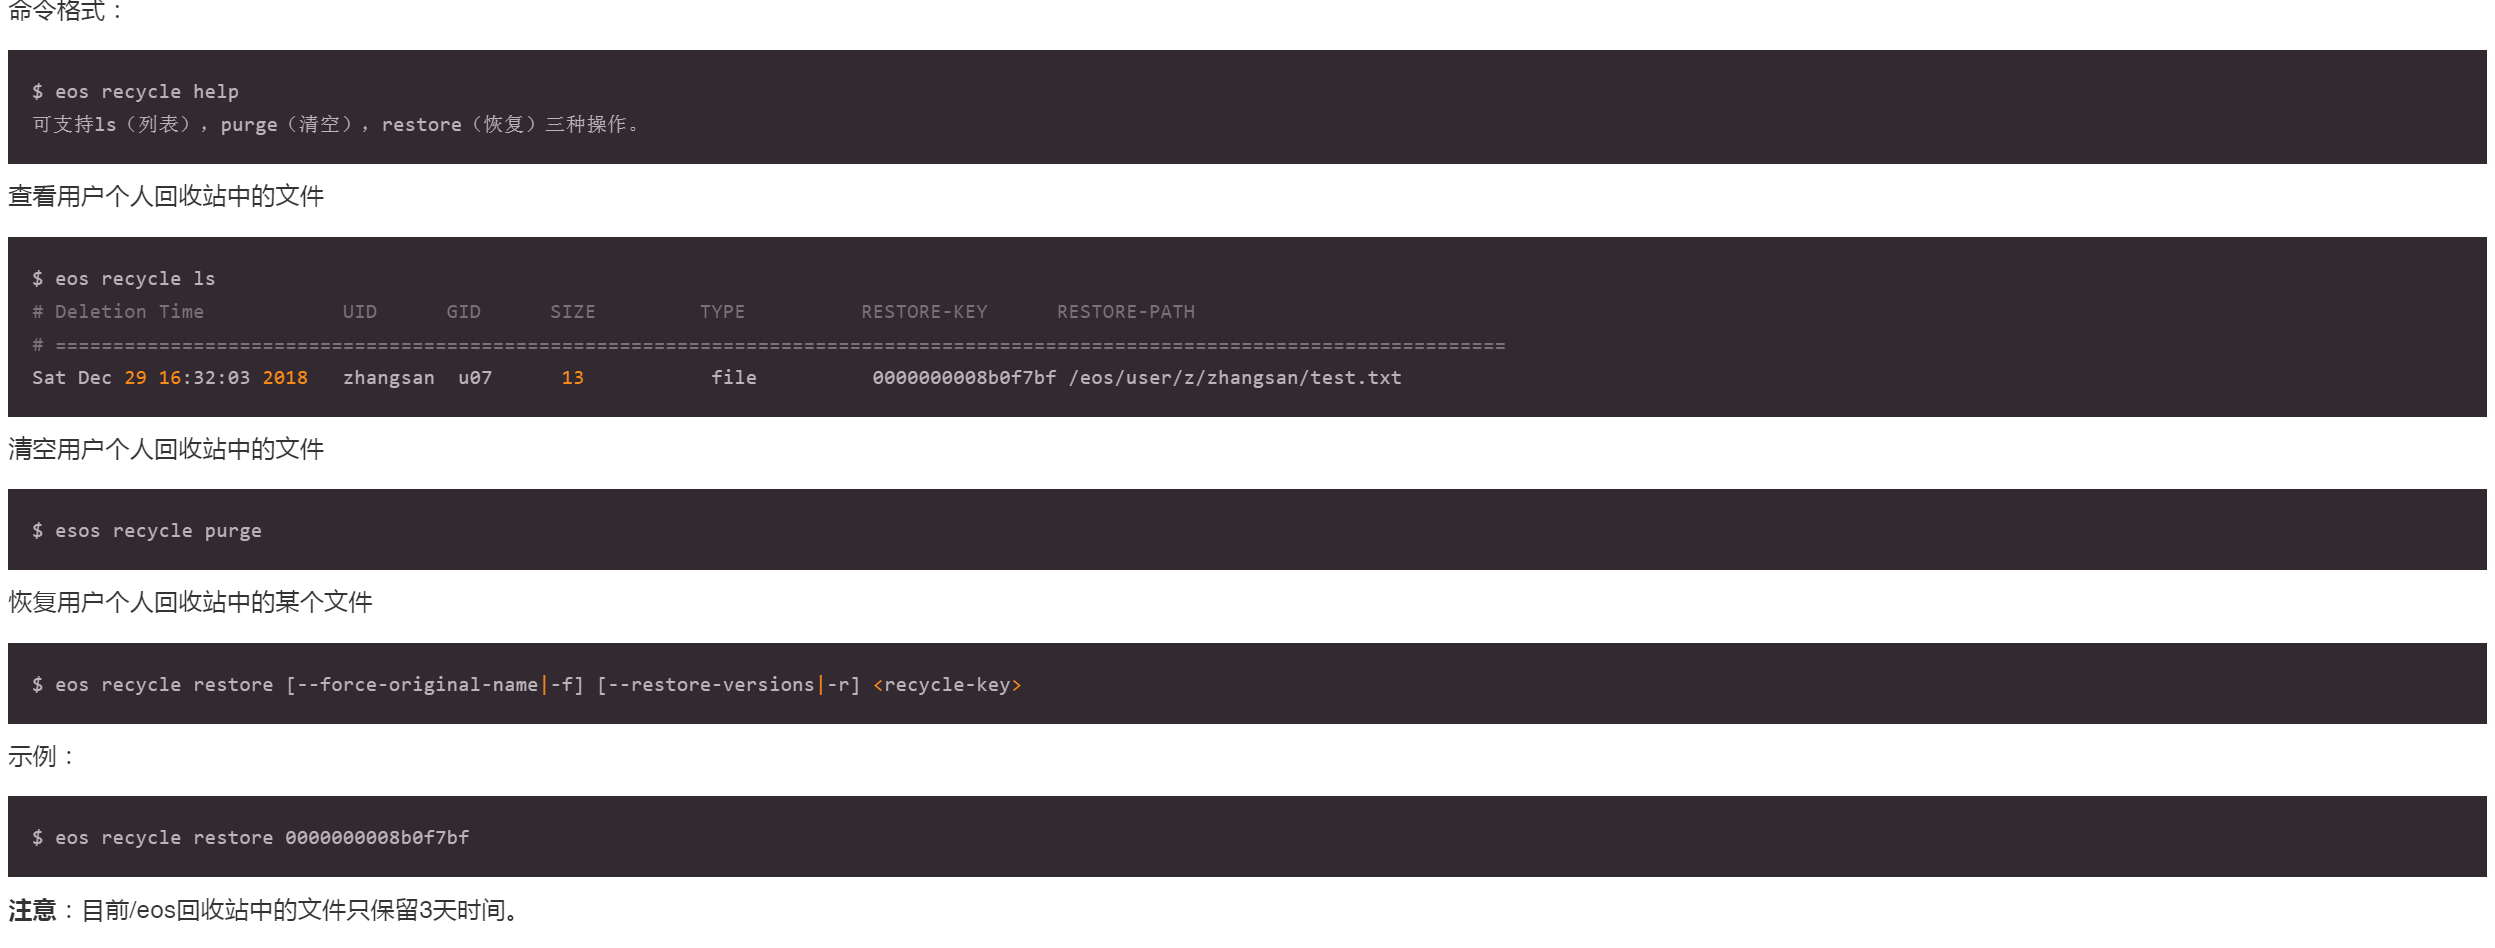 命令格式：
$ eos recycle help
可支持ls（列表），purge（清空），restore（恢复）三种操作。
查看用户个人回收站中的文件
$ eos recycle ls
# Deletion Time            UID      GID      SIZE         TYPE          RESTORE-KEY      RESTORE-PATH
# ==============================================================================================================================
Sat Dec 29 16:32:03 2018   zhangsan  u07      13           file          0000000008b0f7bf /eos/user/z/zhangsan/test.txt
清空用户个人回收站中的文件
$ esos recycle purge
恢复用户个人回收站中的某个文件
$ eos recycle restore [--force-original-name|-f] [--restore-versions|-r] <recycle-key>
示例：
$ eos recycle restore 0000000008b0f7bf
注意：目前/eos回收站中的文件只保留3天时间。